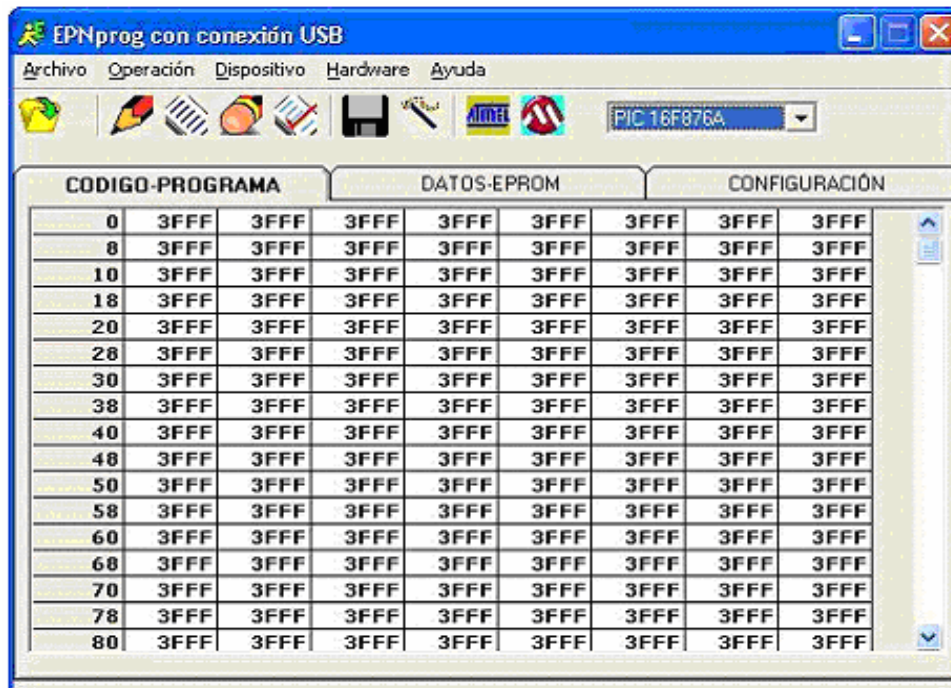 EPNprog con conexión USB
Archivo Operación Dispositivo Hardware Ayuda
ATMEL PIC 16F876A
CODIGO-PROGRAMA DATOS-EPROM CONFIGURACIÓN
0 3FFF 3FFF 3FFF 3FFF 3FFF 3FFF 3FFF 3FFF
8 3FFF 3FFF 3FFF 3FFF 3FFF 3FFF 3FFF 3FFF
10 3FFF 3FFF 3FFF 3FFF 3FFF 3FFF 3FFF 3FFF
18 3FFF 3FFF 3FFF 3FFF 3FFF 3FFF 3FFF 3FFF
20 3FFF 3FFF 3FFF 3FFF 3FFF 3FFF 3FFF 3FFF
28 3FFF 3FFF 3FFF 3FFF 3FFF 3FFF 3FFF 3FFF
30 3FFF 3FFF 3FFF 3FFF 3FFF 3FFF 3FFF 3FFF
38 3FFF 3FFF 3FFF 3FFF 3FFF 3FFF 3FFF 3FFF
40 3FFF 3FFF 3FFF 3FFF 3FFF 3FFF 3FFF 3FFF
48 3FFF 3FFF 3FFF 3FFF 3FFF 3FFF 3FFF 3FFF
50 3FFF 3FFF 3FFF 3FFF 3FFF 3FFF 3FFF 3FFF
58 3FFF 3FFF 3FFF 3FFF 3FFF 3FFF 3FFF 3FFF
60 3FFF 3FFF 3FFF 3FFF 3FFF 3FFF 3FFF 3FFF
68 3FFF 3FFF 3FFF 3FFF 3FFF 3FFF 3FFF 3FFF
70 3FFF 3FFF 3FFF 3FFF 3FFF 3FFF 3FFF 3FFF
78 3FFF 3FFF 3FFF 3FFF 3FFF 3FFF 3FFF 3FFF
80 3FFF 3FFF 3FFF 3FFF 3FFF 3FFF 3FFF 3FFF